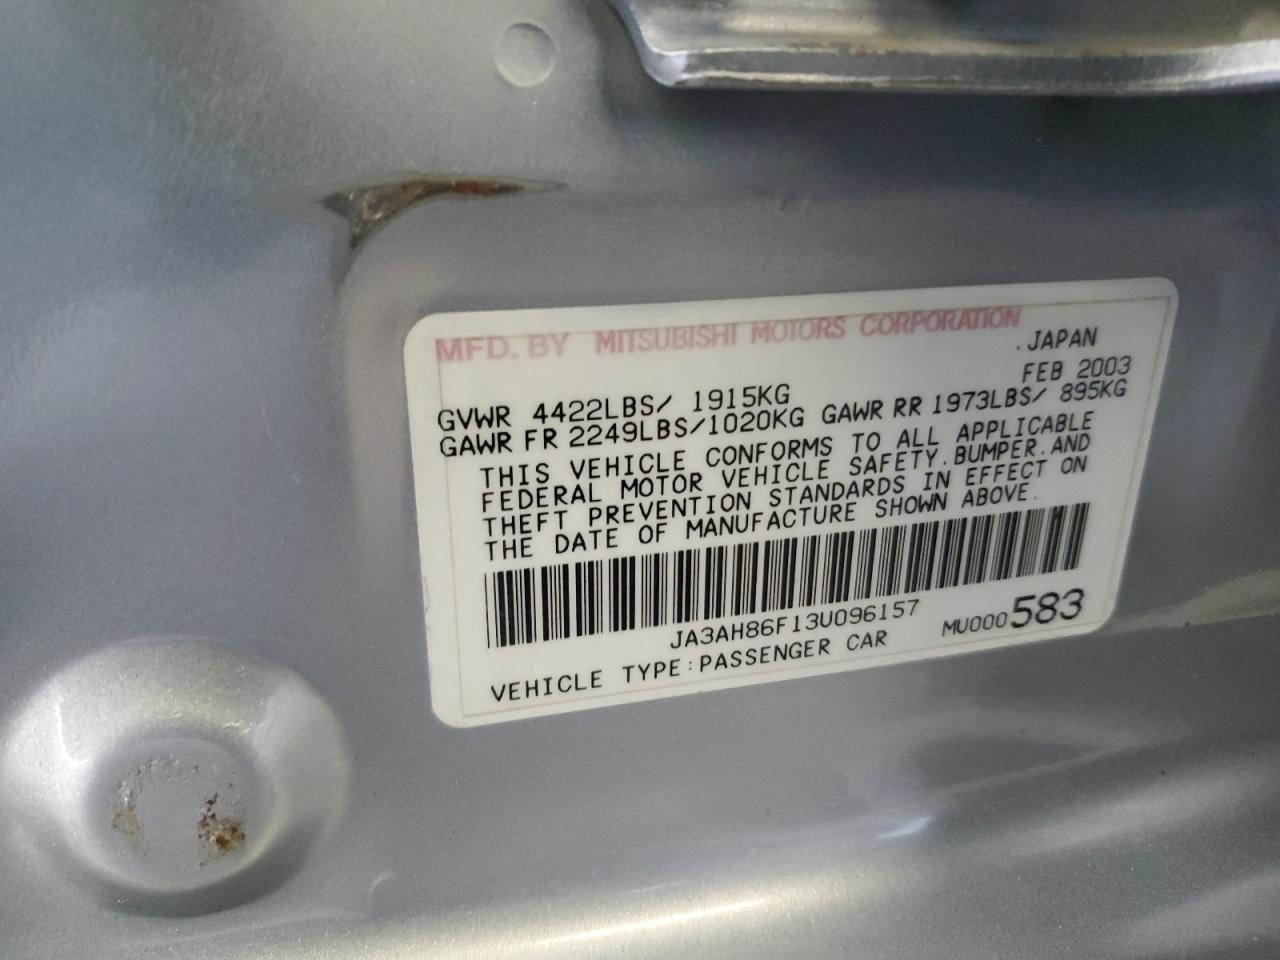 MFD. BY MITSUBISHI MOTORS CORPORATION
. JAPAN
FEB 2003
GVWR 4422LBS/ 1915KG
GAWR FR 2249LBS/1020KG GAWR RR 1973LBS/ 895KG
THIS VEHICLE CONFORMS TO ALL APPLICABLE
FEDERAL MOTOR VEHICLE SAFETY. BUMPER. AND
THEFT PREVENTION STANDARDS IN EFFECT ON
THE DATE OF MANUFACTURE SHOWN ABOVE.
JA3AH86F13U096157
MU000583
VEHICLE TYPE:PASSENGER CAR